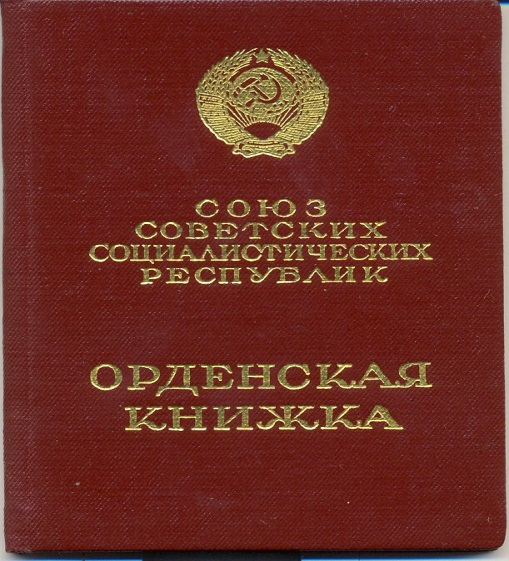 СОЮЗ
СОВЕТСКИХ
СОЦИАЛИСТИЧЕСКИХ
РЕСПУБЛИК
ОРДЕНСКАЯ
КНИЖКА